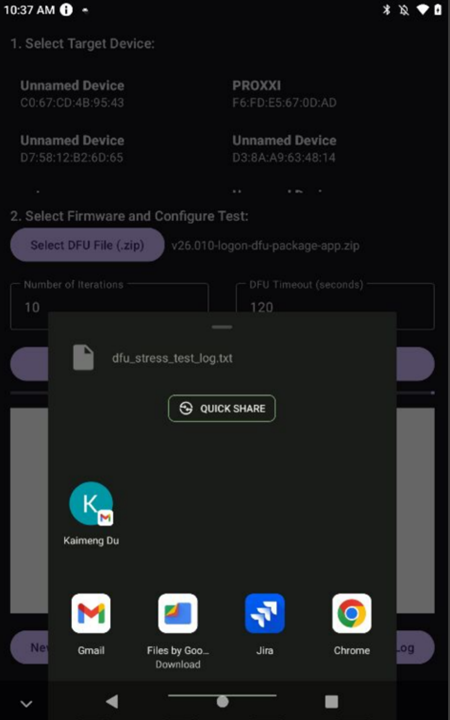 10:37 AM
1. Select Target Device:
Unnamed Device
C0:67:CD:4B:95:43
PROXXI
F6:FD:E5:67:0D:AD
Unnamed Device
D7:58:12:B2:6D:65
Unnamed Device
D3:8A:A9:63:48:14
2. Select Firmware and Configure Test:
Select DFU File (.zip)
v26.010-logon-dfu-package-app.zip
Number of Iterations
10
DFU Timeout (seconds)
120
dfu_stress_test_log.txt
QUICK SHARE
K
Kaimeng Du
Gmail
Files by Goo...
Download
Jira
Chrome
Log